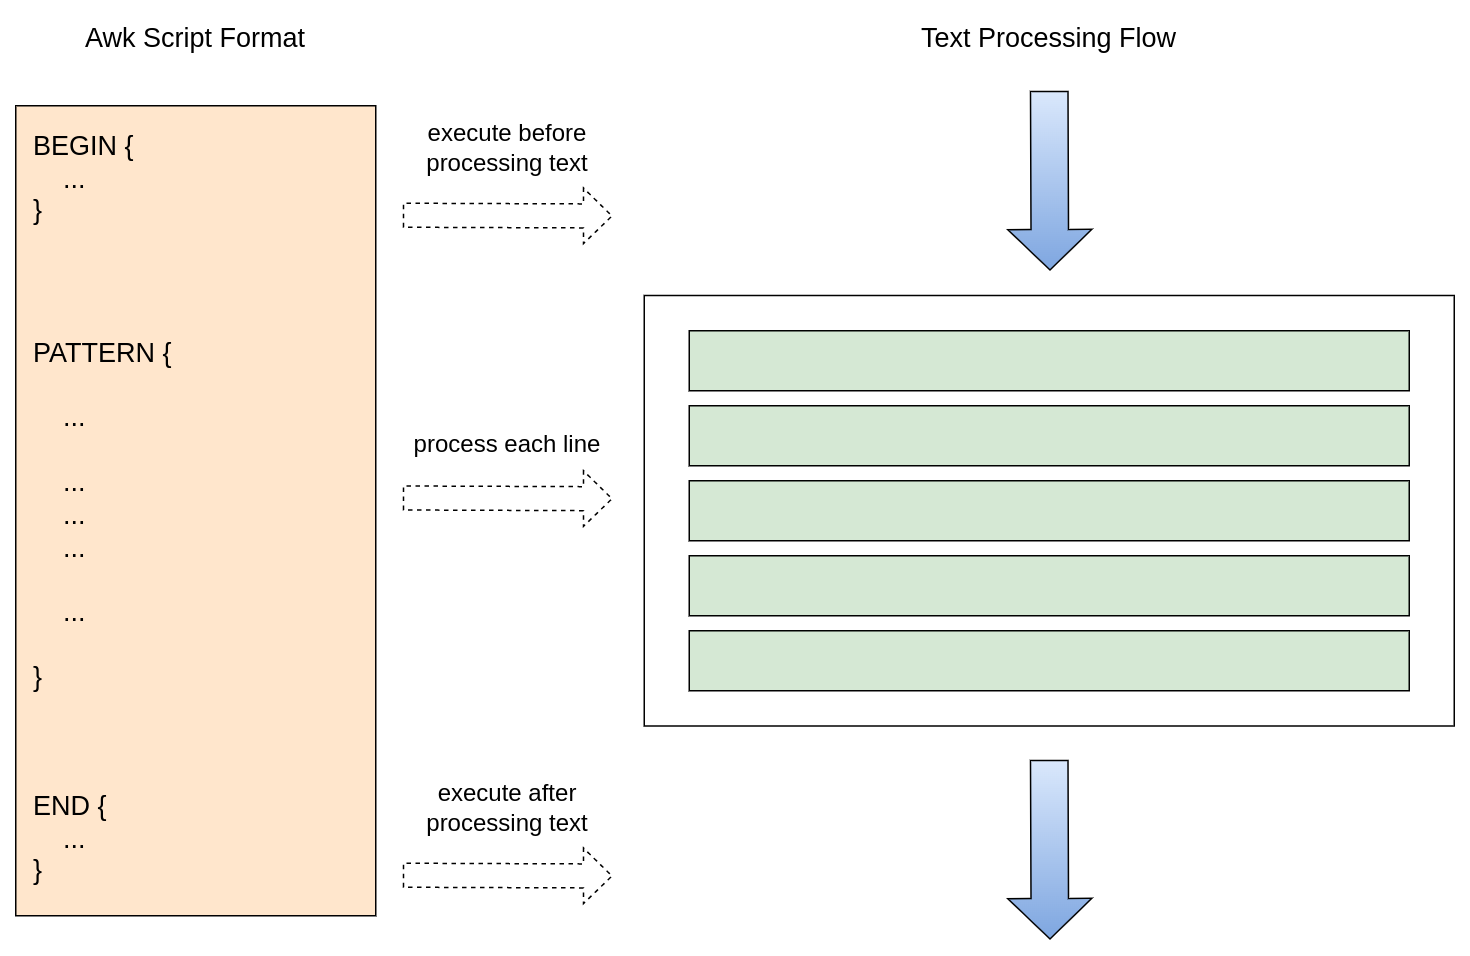 Awk Script Format
Text Processing Flow
BEGIN {
...
}
PATTERN {
...
...
...
...
...
}
END {
...
}
execute before
processing text
process each line
execute after
processing text